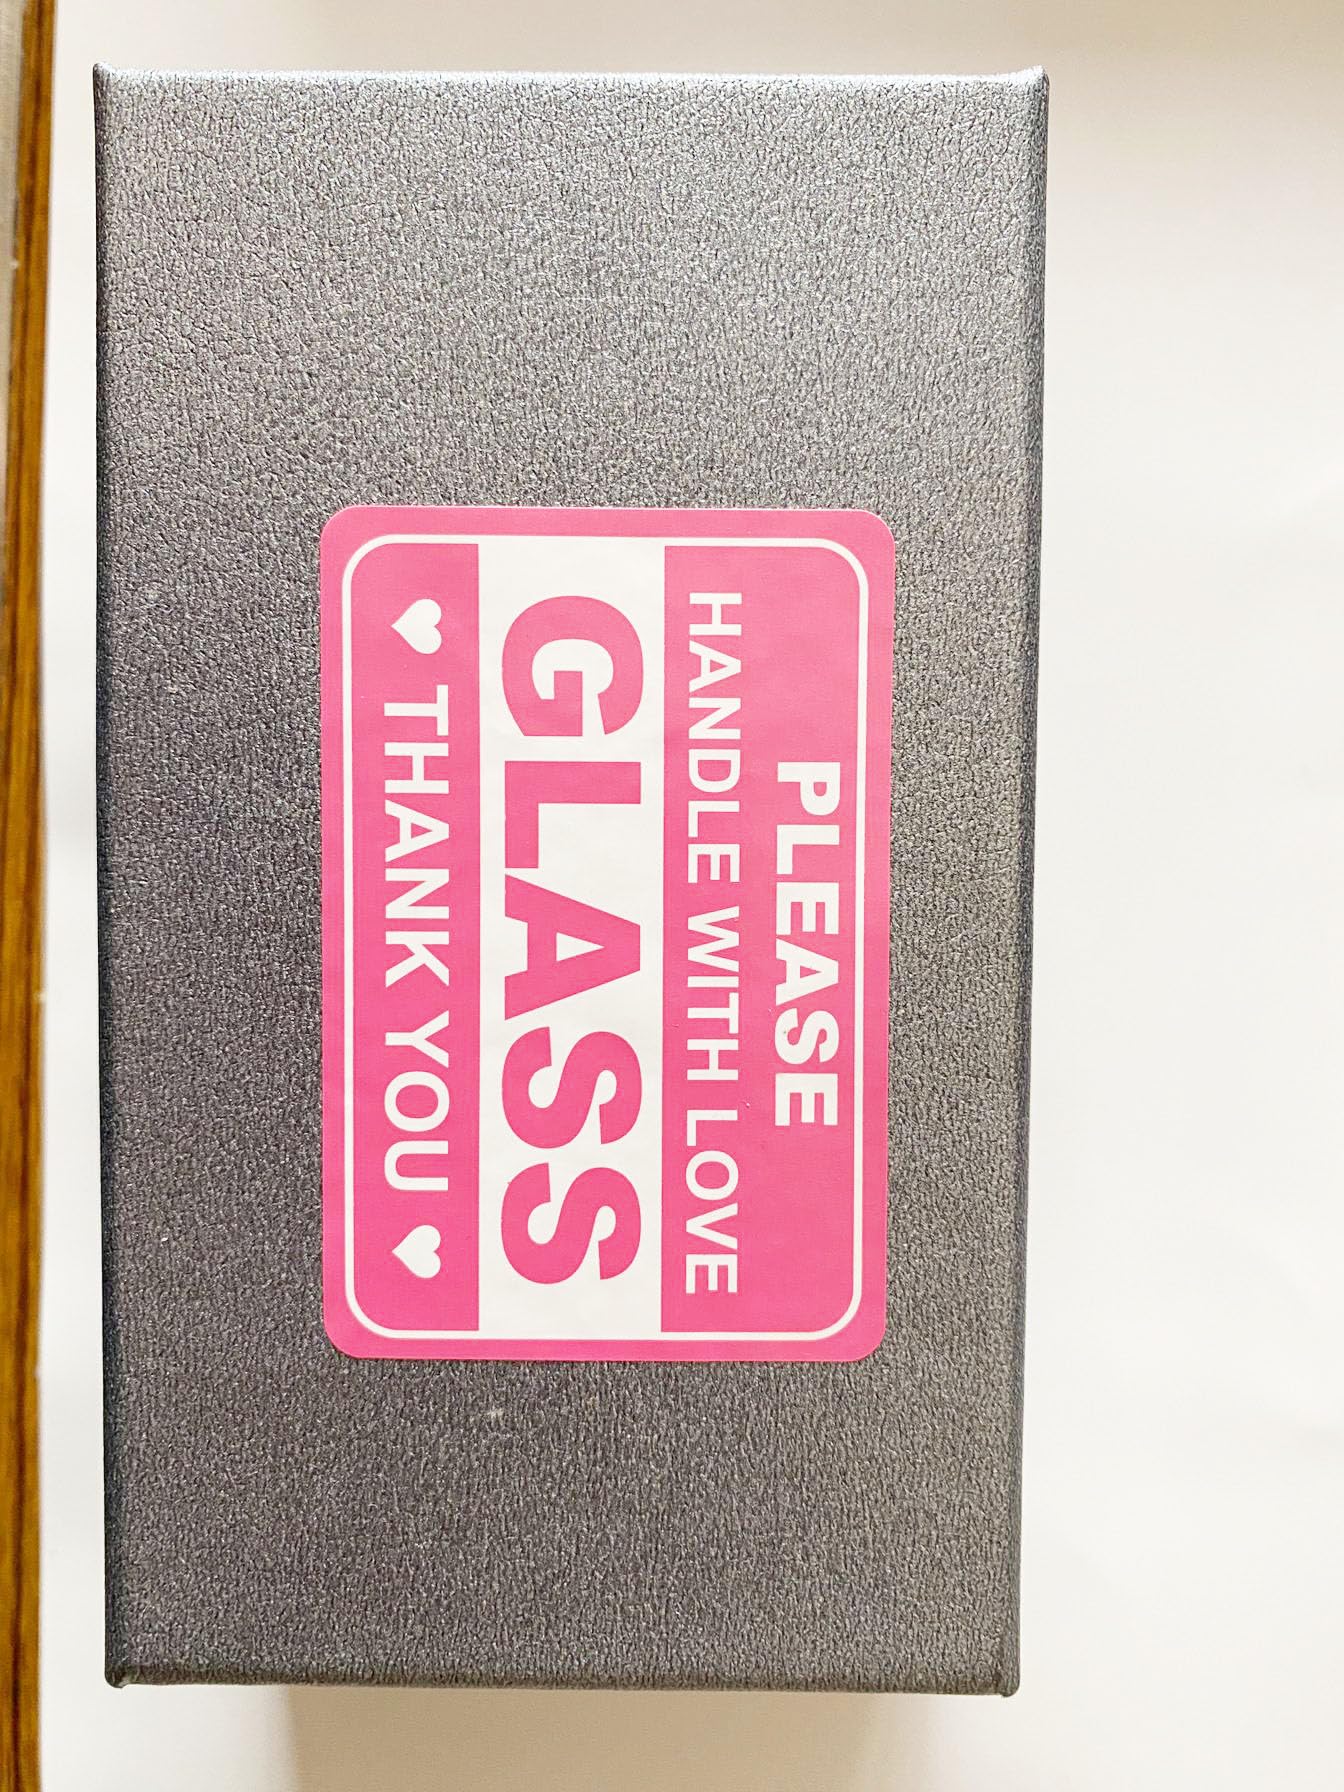 PLEASE
HANDLE WITH LOVE
GLASS
♥ THANK YOU ♥